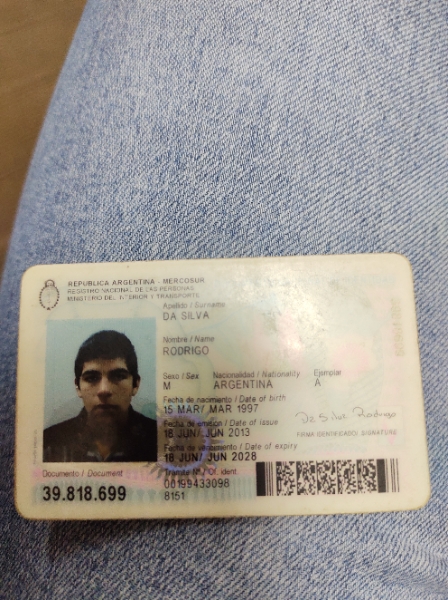 REPUBLICA ARGENTINA - MERCOSUR
REGISTRO NACIONAL DE LAS PERSONAS
MINISTERIO DEL INTERIOR Y TRANSPORTE
Apellido / Surname
DA SILVA
Nombre / Name
RODRIGO
Sexo / Sex Nacionalidad / Nationality Ejemplar
M ARGENTINA A
Fecha de nacimiento / Date of birth
15 MAR/ MAR 1997
Fecha de emisión / Date of issue
18 JUN/ JUN 2013
Fecha de vencimiento / Date of expiry
18 JUN/ JUN 2028
Da Silva Rodrigo
FIRMA IDENTIFICADO/ SIGNATURE
Documento / Document
39.818.699
Trámite Nº / Of. ident.
00199433098
8151